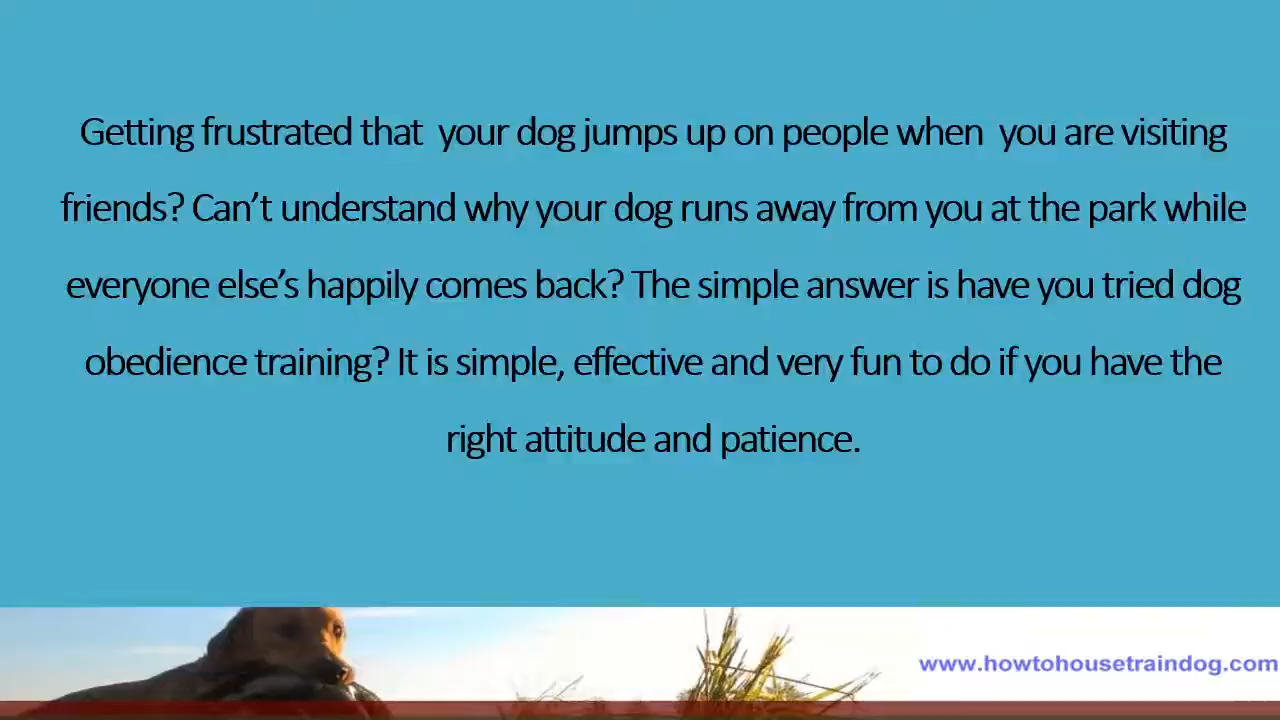 Getting frustrated that  your dog jumps up on people when  you are visiting
friends? Can’t understand why your dog runs away from you at the park while
everyone else’s happily comes back? The simple answer is have you tried dog
obedience training? It is simple, effective and very fun to do if you have the
right attitude and patience.
www.howtohousetraindog.com